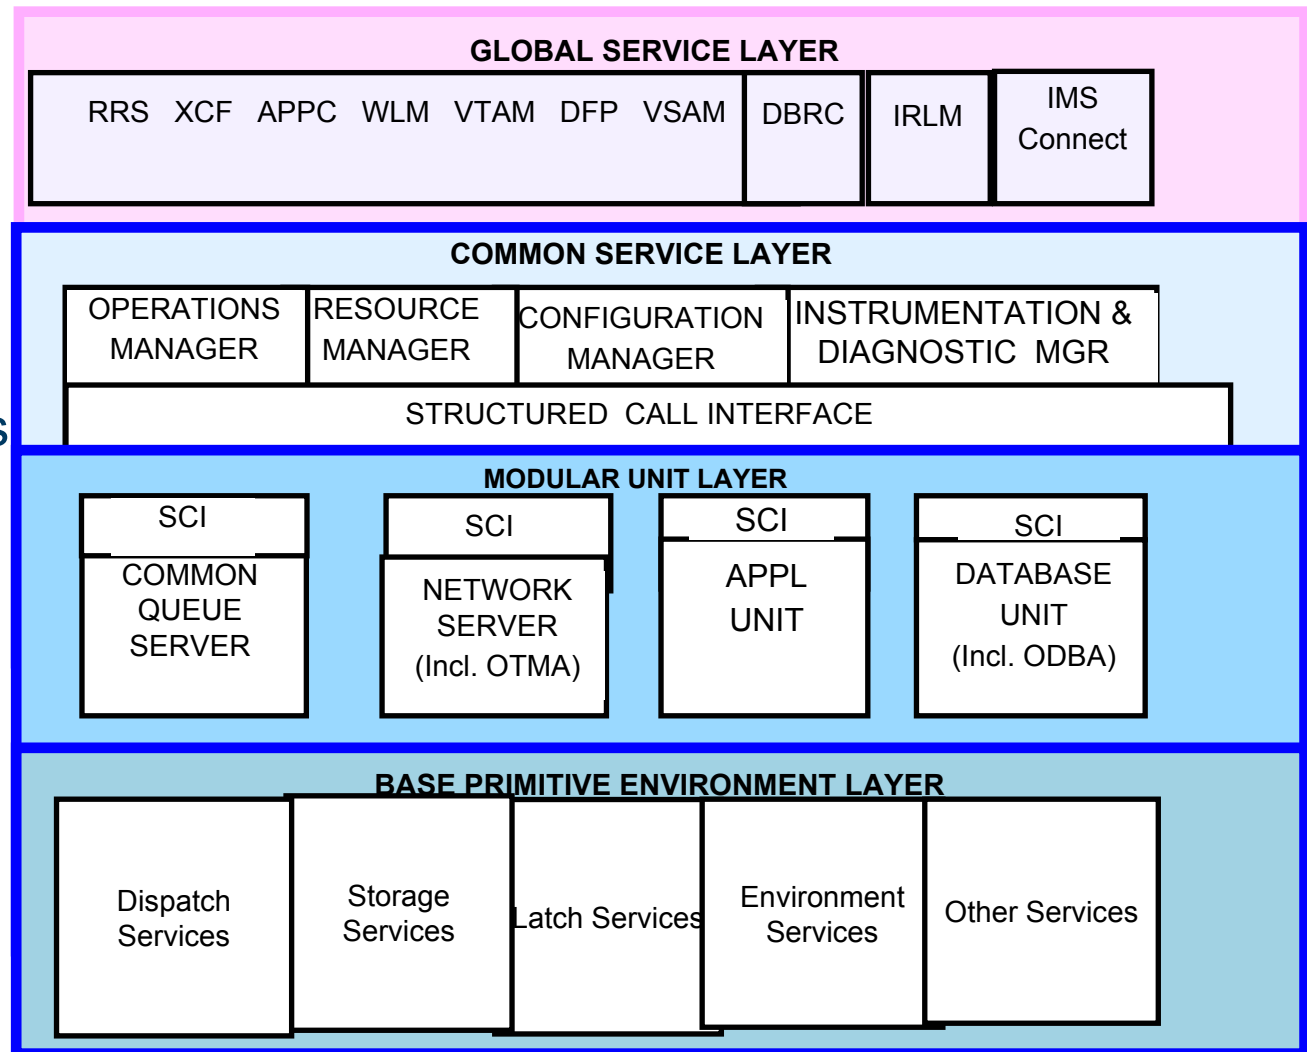 GLOBAL SERVICE LAYER
RRS XCF APPC WLM VTAM DFP VSAM
DBRC
IRLM
IMS
Connect
COMMON SERVICE LAYER
OPERATIONS
MANAGER
RESOURCE
MANAGER
CONFIGURATION
MANAGER
INSTRUMENTATION &
DIAGNOSTIC MGR
STRUCTURED CALL INTERFACE
S
MODULAR UNIT LAYER
SCI
COMMON
QUEUE
SERVER
SCI
NETWORK
SERVER
(Incl. OTMA)
SCI
APPL
UNIT
SCI
DATABASE
UNIT
(Incl. ODBA)
BASE PRIMITIVE ENVIRONMENT LAYER
Dispatch
Services
Storage
Services
Latch Services
Environment
Services
Other Services